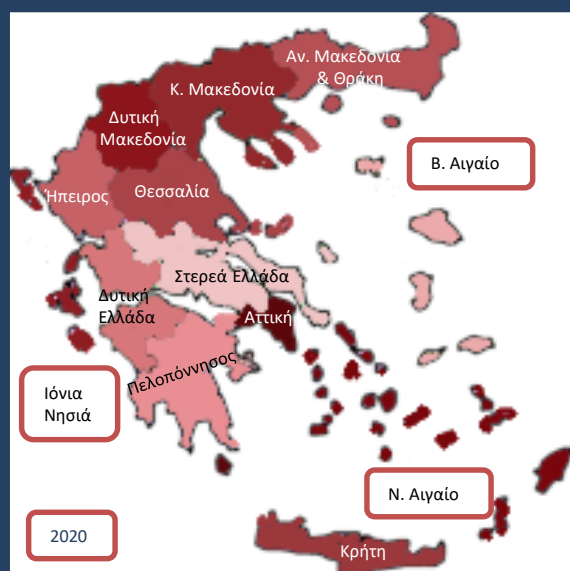 Αν. Μακεδονία
& Θράκη
Κ. Μακεδονία
Δυτική
Μακεδονία
Β. Αιγαίο
Ήπειρος
Θεσσαλία
Στερεά Ελλάδα
Δυτική
Ελλάδα
Αττική
Πελοπόννησος
Ιόνια
Νησιά
Ν. Αιγαίο
2020
Κρήτη